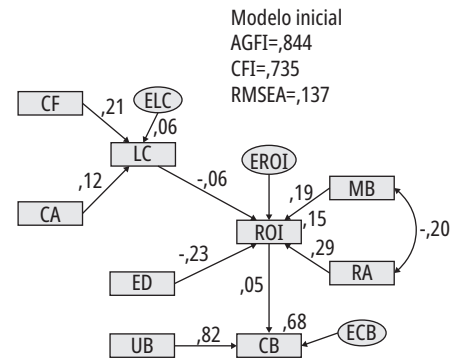 Modelo inicial
AGFI=,844
CFI=,735
RMSEA=,137
CF
ELC
,21
,06
LC
EROI
,12
-,06
,19
MB
CA
,15
ROI
-,20
-,23
,29
ED
RA
,05
,68
ECB
UB
,82
CB